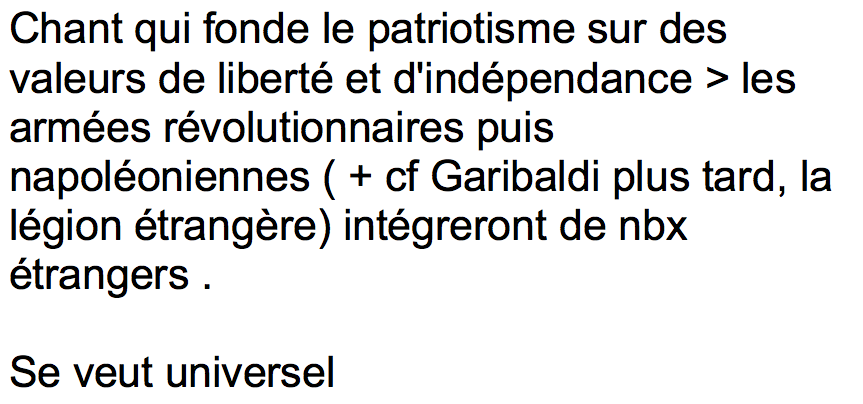 Chant qui fonde le patriotisme sur des
valeurs de liberté et d'indépendance > les
armées révolutionnaires puis
napoléoniennes ( + cf Garibaldi plus tard, la
légion étrangère) intégreront de nbx
étrangers .
Se veut universel